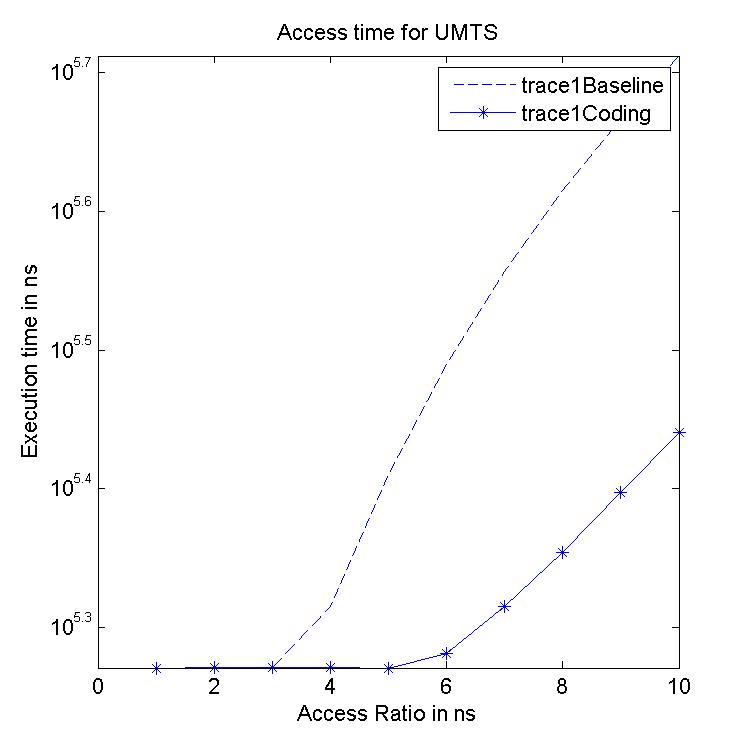 Access time for UMTS
10^5.7
10^5.6
10^5.5
10^5.4
10^5.3
Execution time in ns
trace1Baseline
trace1Coding
0 2 4 6 8 10
Access Ratio in ns